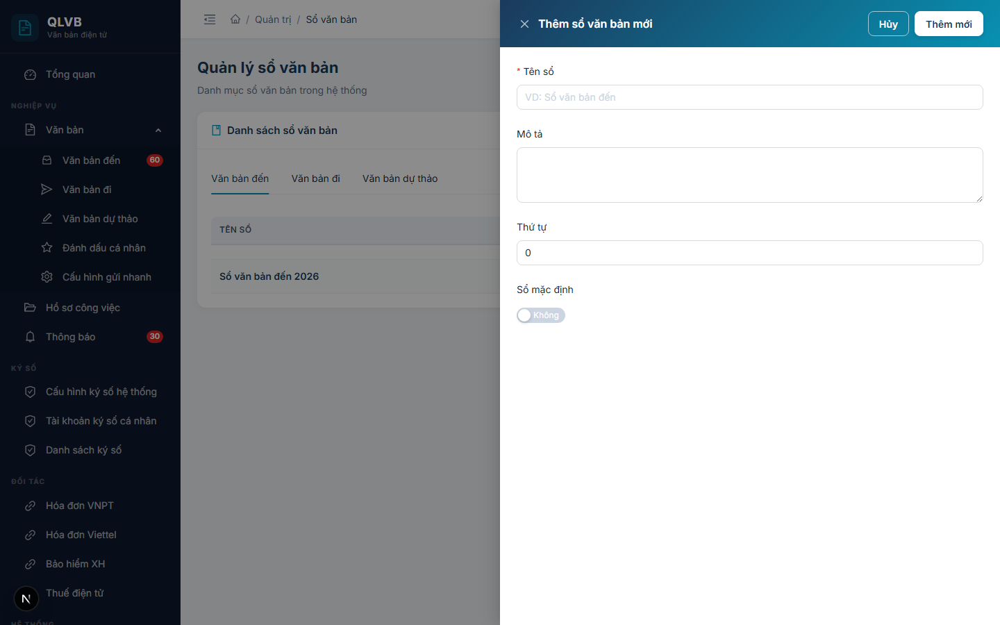 QLVB
Văn bản điện tử
Tổng quan
NGHIỆP VỤ
Văn bản
Văn bản đến
60
Văn bản đi
Văn bản dự thảo
Đánh dấu cá nhân
Cấu hình gửi nhanh
Hồ sơ công việc
Thông báo
30
KÝ SỐ
Cấu hình ký số hệ thống
Tài khoản ký số cá nhân
Danh sách ký số
ĐỐI TÁC
Hóa đơn VNPT
Hóa đơn Viettel
Bảo hiểm XH
Thuế điện tử
N
HỆ THỐNG
/ Quản trị / Sổ văn bản
Quản lý sổ văn bản
Danh mục sổ văn bản trong hệ thống
Danh sách sổ văn bản
Văn bản đến Văn bản đi Văn bản dự thảo
TÊN SỔ
Sổ văn bản đến 2026
Thêm sổ văn bản mới
Hủy
Thêm mới
* Tên sổ
VD: Sổ văn bản đến
Mô tả
Thứ tự
0
Sổ mặc định
Không